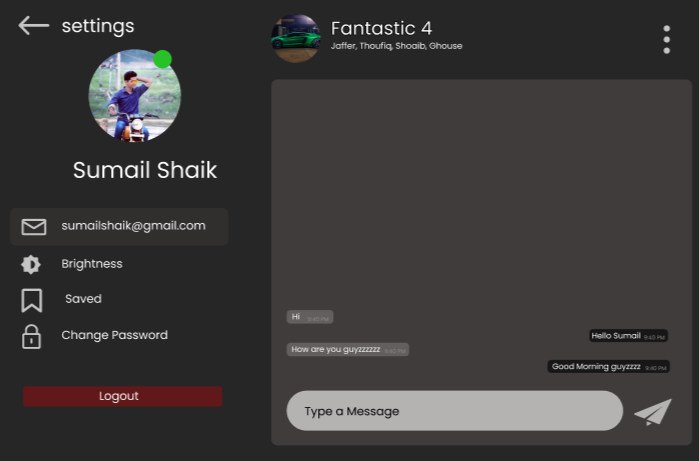 settings
Sumail Shaik
sumailshaik@gmail.com
Brightness
Saved
Change Password
Logout
Fantastic 4
Jaffer, Thoufiq, Shoaib, Ghouse
Hi 9:40 PM
Hello Sumail 9:40 PM
How are you guyzzzzzz 9:40 PM
Good Morning guyzzzz 9:40 PM
Type a Message